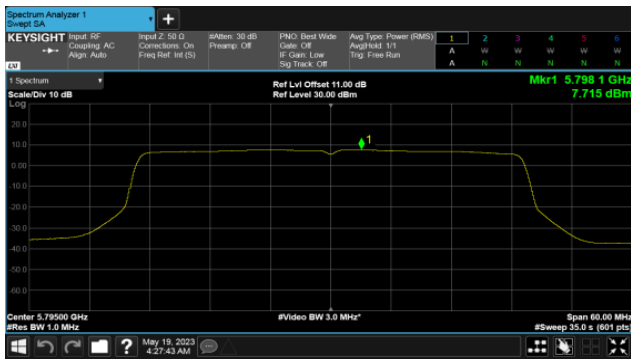 Spectrum Analyzer 1
Swept SA
+
KEYSIGHT
Input: RF
Coupling: AC
Align: Auto
Input Z: 50 Ω
Corrections: On
Freq Ref: Int (S)
#Atten: 30 dB
Preamp: Off
PNO: Best Wide
Gate: Off
IF Gain: Low
Sig Track: Off
Avg Type: Power (RMS)
Avg|Hold: 1/1
Trig: Free Run
1 2 3 4 5 6
A W W W W W
A N N N N N
LXI
1 Spectrum
Scale/Div 10 dB
Log
Ref Lvl Offset 11.00 dB
Ref Level 30.00 dBm
Mkr1 5.798 1 GHz
7.715 dBm
20.0
10.0
0.00
-10.0
-20.0
-30.0
-40.0
-50.0
-60.0
1
Center 5.79500 GHz
#Res BW 1.0 MHz
#Video BW 3.0 MHz*
Span 60.00 MHz
#Sweep 35.0 s (601 pts)
?
May 19, 2023
4:27:43 AM